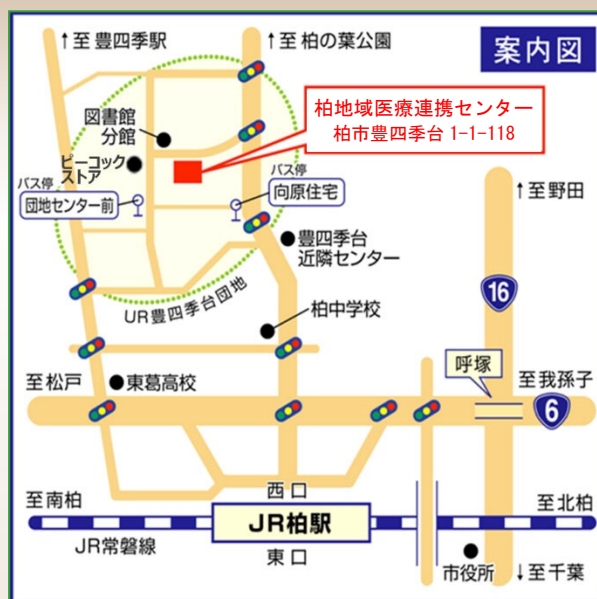 ↑至 豊四季駅
↑至 柏の葉公園
案内図
図書館
分館
柏地域医療連携センター
柏市豊四季台 1-1-118
ピーコック
ストア
バス停
団地センター前
バス停
向原住宅
↑至野田
豊四季台
近隣センター
UR豊四季台団地
16
柏中学校
呼塚
至松戸
東葛高校
至我孫子
6
西口
至南柏
至北柏
JR柏駅
JR常磐線
東口
市役所
↓至千葉